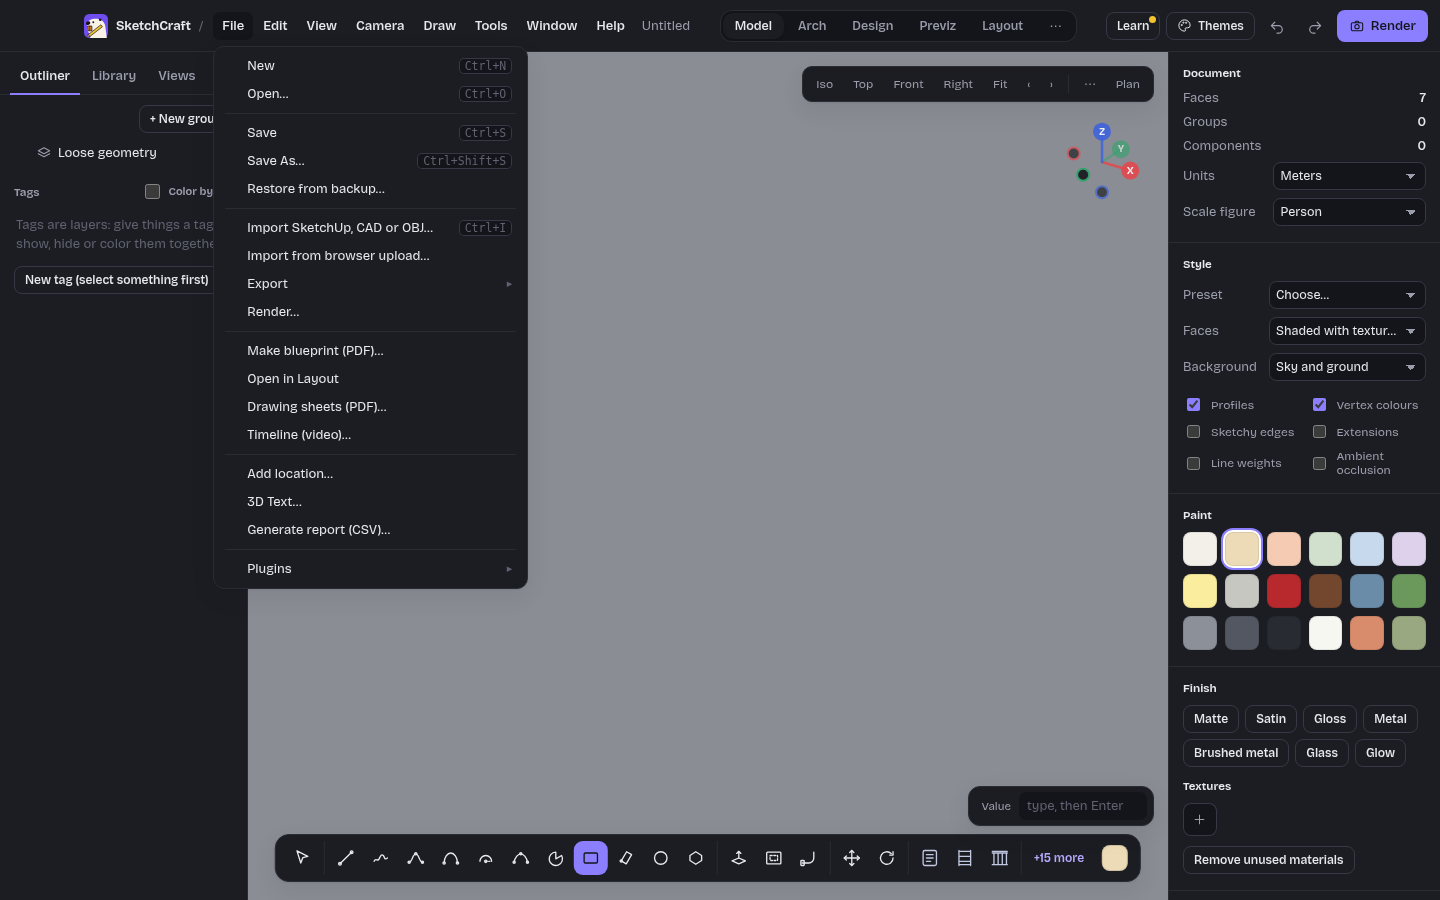 SketchCraft / File Edit View Camera Draw Tools Window Help Untitled Model Arch Design Previz Layout ··· Learn Themes Render
Outliner Library Views
+ New grou
Loose geometry
Tags Color by
Tags are layers: give things a tag
show, hide or color them togethe
New tag (select something first)
New Ctrl+N
Open... Ctrl+O
Save Ctrl+S
Save As... Ctrl+Shift+S
Restore from backup...
Import SketchUp, CAD or OBJ... Ctrl+I
Import from browser upload...
Export
Render...
Make blueprint (PDF)...
Open in Layout
Drawing sheets (PDF)...
Timeline (video)...
Add location...
3D Text...
Generate report (CSV)...
Plugins
Iso Top Front Right Fit ‹ › ··· Plan
Z
Y
X
Value type, then Enter
+15 more
Document
Faces 7
Groups 0
Components 0
Units Meters
Scale figure Person
Style
Preset Choose...
Faces Shaded with textur...
Background Sky and ground
Profiles Vertex colours
Sketchy edges Extensions
Line weights Ambient
occlusion
Paint
Finish
Matte Satin Gloss Metal
Brushed metal Glass Glow
Textures
+
Remove unused materials